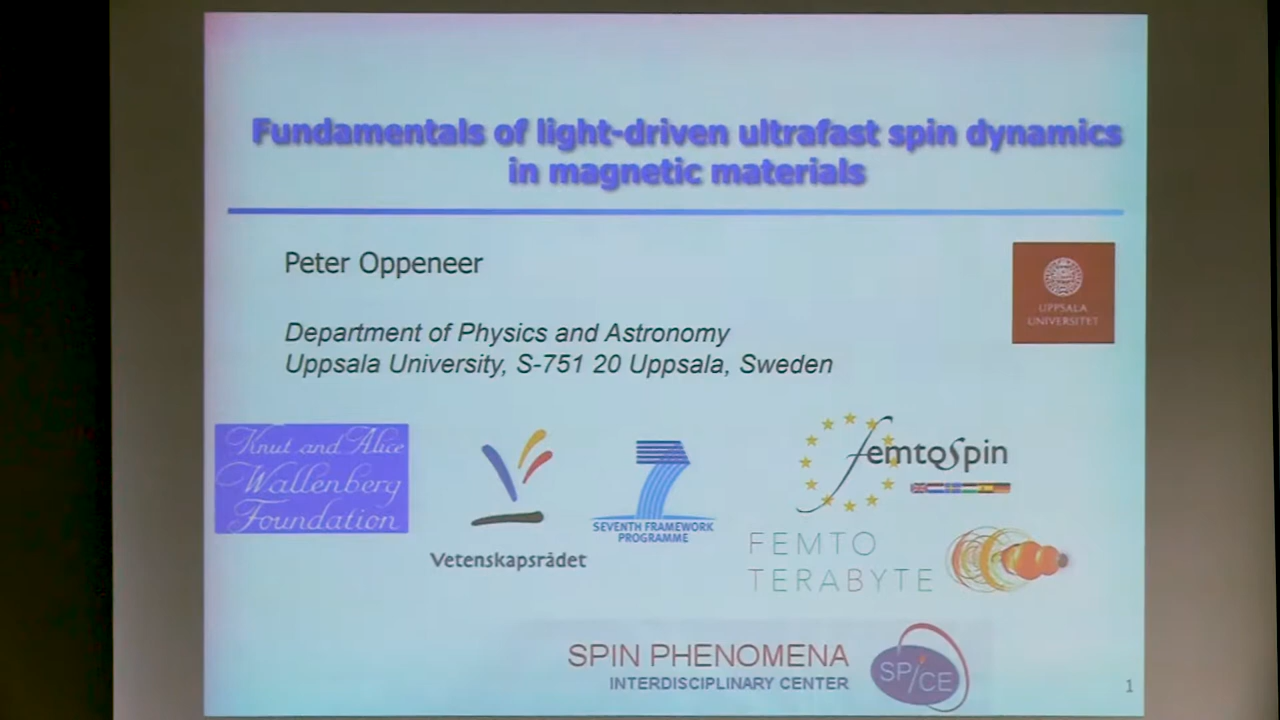 Fundamentals of light-driven ultrafast spin dynamics
in magnetic materials
Peter Oppeneer
UPPSALA
UNIVERSITET
Department of Physics and Astronomy
Uppsala University, S-751 20 Uppsala, Sweden
Knut and Alice
Wallenberg
Foundation
Vetenskapsrådet
7
SEVENTH FRAMEWORK
PROGRAMME
femtoSpin
FEMTO
TERABYTE
SPIN PHENOMENA
INTERDISCIPLINARY CENTER
SPICE
1